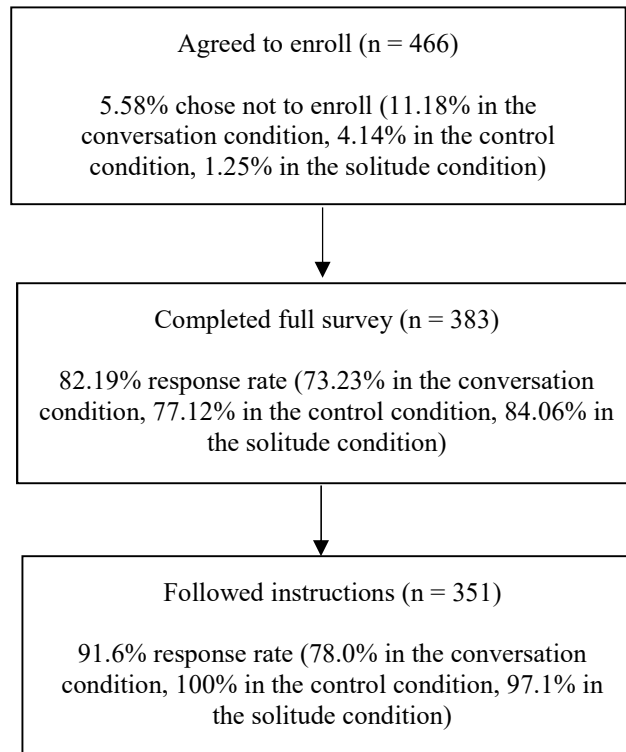 Agreed to enroll (n = 466)
5.58% chose not to enroll (11.18% in the
conversation condition, 4.14% in the control
condition, 1.25% in the solitude condition)
Completed full survey (n = 383)
82.19% response rate (73.23% in the conversation
condition, 77.12% in the control condition, 84.06% in
the solitude condition)
Followed instructions (n = 351)
91.6% response rate (78.0% in the conversation
condition, 100% in the control condition, 97.1% in
the solitude condition)